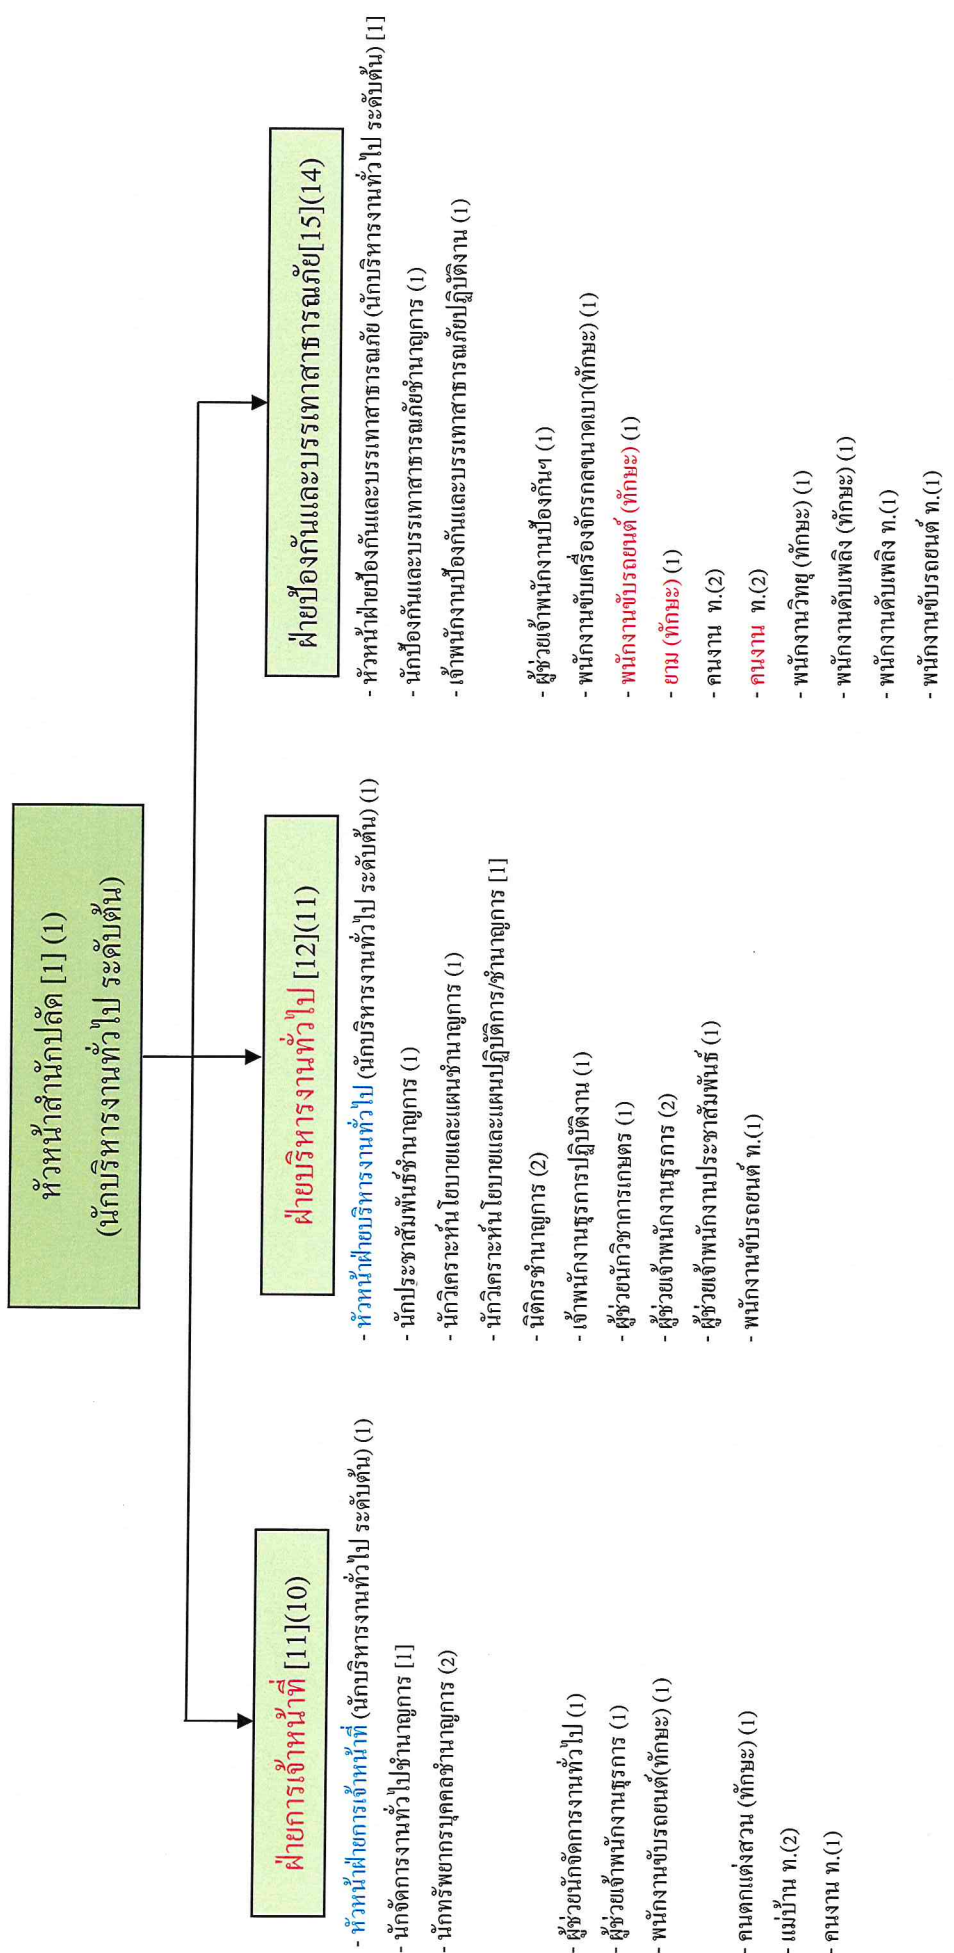 หัวหน้าสำนักปลัด [1] (1)
(นักบริหารงานทั่วไป ระดับต้น)
ฝ่ายการเจ้าหน้าที่ [11](10)
- หัวหน้าฝ่ายการเจ้าหน้าที่ (นักบริหารงานทั่วไป ระดับต้น) (1)
- นักจัดการงานทั่วไปชำนาญการ [1]
- นักทรัพยากรบุคคลชำนาญการ (2)
- ผู้ช่วยนักจัดการงานทั่วไป (1)
- ผู้ช่วยเจ้าพนักงานธุรการ (1)
- พนักงานขับรถยนต์(ทักษะ) (1)
- คนตกแต่งสวน (ทักษะ) (1)
- แม่บ้าน ท.(2)
- คนงาน ท.(1)
ฝ่ายบริหารงานทั่วไป [12](11)
- หัวหน้าฝ่ายบริหารงานทั่วไป (นักบริหารงานทั่วไป ระดับต้น) (1)
- นักประชาสัมพันธ์ชำนาญการ (1)
- นักวิเคราะห์นโยบายและแผนชำนาญการ (1)
- นักวิเคราะห์นโยบายและแผนปฏิบัติการ/ชำนาญการ [1]
- นิติกรชำนาญการ (2)
- เจ้าพนักงานธุรการปฏิบัติงาน (1)
- ผู้ช่วยนักวิชาการเกษตร (1)
- ผู้ช่วยเจ้าพนักงานธุรการ (2)
- ผู้ช่วยเจ้าพนักงานประชาสัมพันธ์ (1)
- พนักงานขับรถยนต์ ท.(1)
ฝ่ายป้องกันและบรรเทาสาธารณภัย[15](14)
- หัวหน้าฝ่ายป้องกันและบรรเทาสาธารณภัย (นักบริหารงานทั่วไป ระดับต้น) [1]
- นักป้องกันและบรรเทาสาธารณภัยชำนาญการ (1)
- เจ้าพนักงานป้องกันและบรรเทาสาธารณภัยปฏิบัติงาน (1)
- ผู้ช่วยเจ้าพนักงานป้องกันฯ (1)
- พนักงานขับเครื่องจักรกลขนาดเบา(ทักษะ) (1)
- พนักงานขับรถยนต์ (ทักษะ) (1)
- ยาม (ทักษะ) (1)
- คนงาน ท.(2)
- คนงาน ท.(2)
- พนักงานวิทยุ (ทักษะ) (1)
- พนักงานดับเพลิง (ทักษะ) (1)
- พนักงานดับเพลิง ท.(1)
- พนักงานขับรถยนต์ ท.(1)